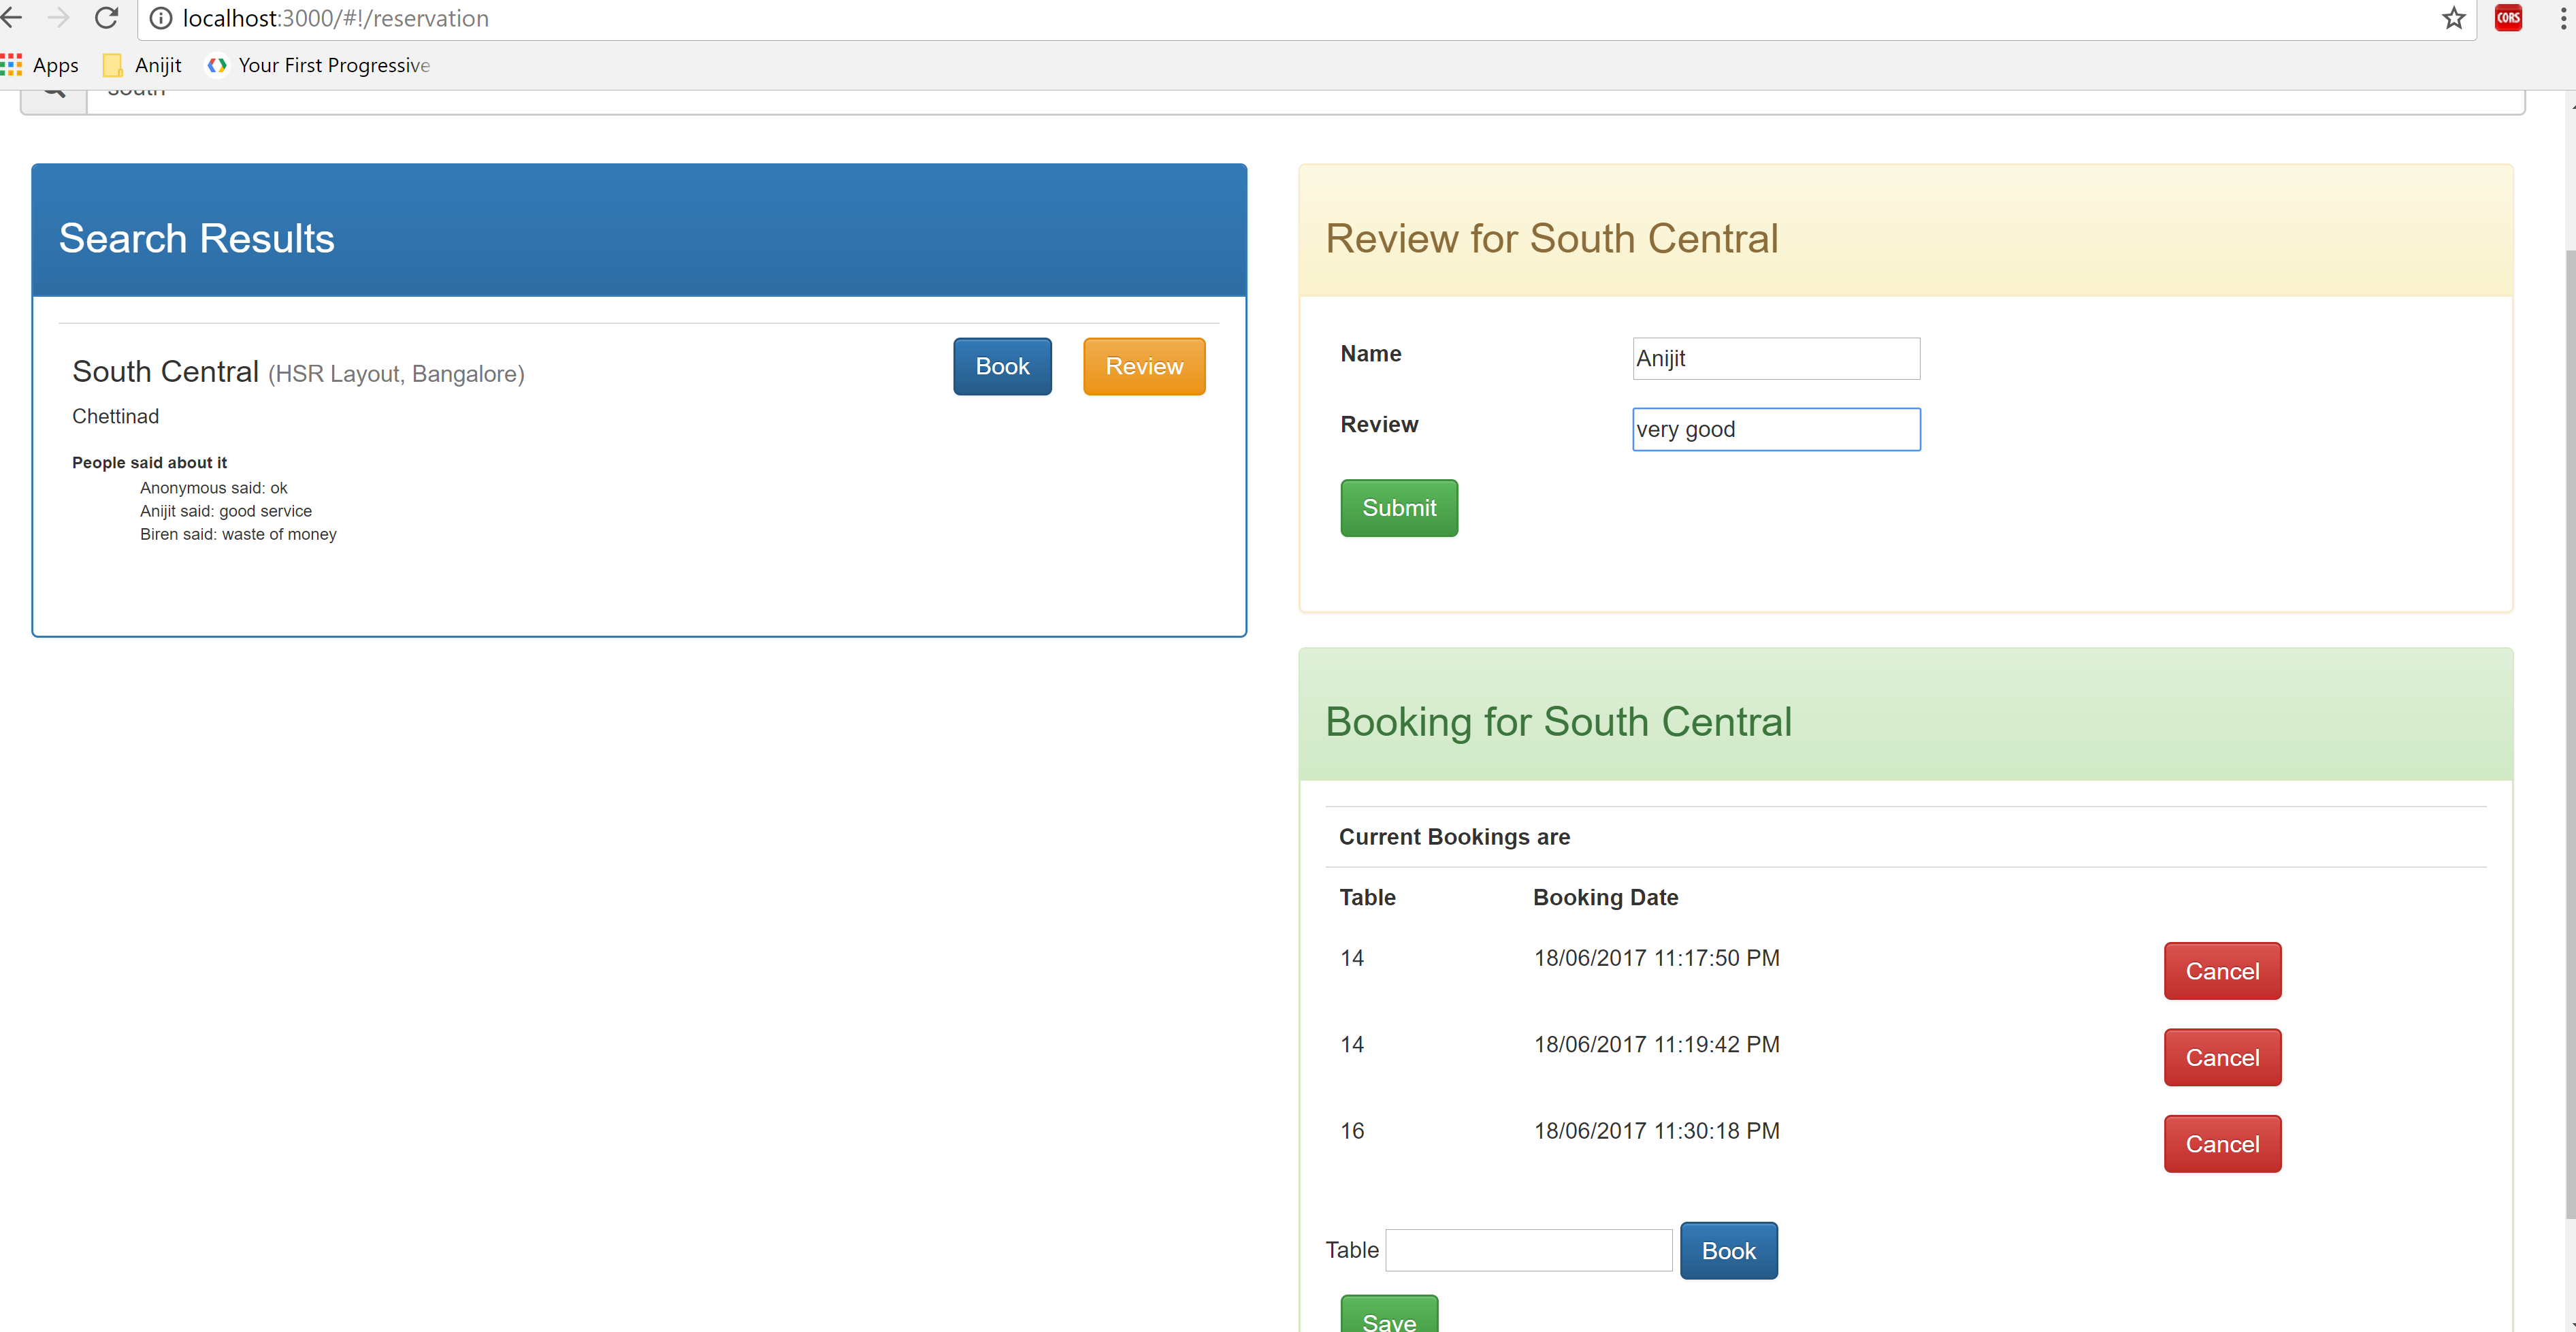 localhost:3000/#!/reservation
CORS
Apps Anijit Your First Progressive
south
Search Results
South Central (HSR Layout, Bangalore)
Book Review
Chettinad
People said about it
Anonymous said: ok
Anijit said: good service
Biren said: waste of money
Review for South Central
Name Anijit
Review very good
Submit
Booking for South Central
Current Bookings are
Table Booking Date
14 18/06/2017 11:17:50 PM Cancel
14 18/06/2017 11:19:42 PM Cancel
16 18/06/2017 11:30:18 PM Cancel
Table Book
Save